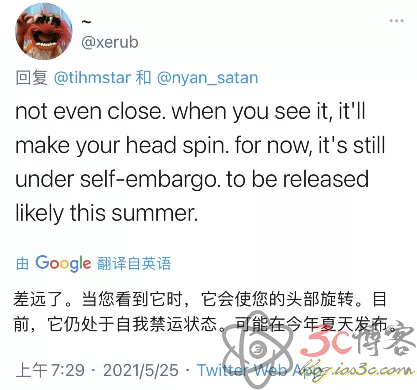 ~
@xerub
回复 @tihmstar 和 @nyan_satan
not even close. when you see it, it'll
make your head spin. for now, it's still
under self-embargo. to be released
likely this summer.
由 Google 翻译自英语
差远了。当您看到它时，它会使您的头部旋转。目
前，它仍处于自我禁运状态。可能在今年夏天发布。
上午 7:29 · 2021/5/25 · Twitter Web App
3c博客
bbg.ios3c.com